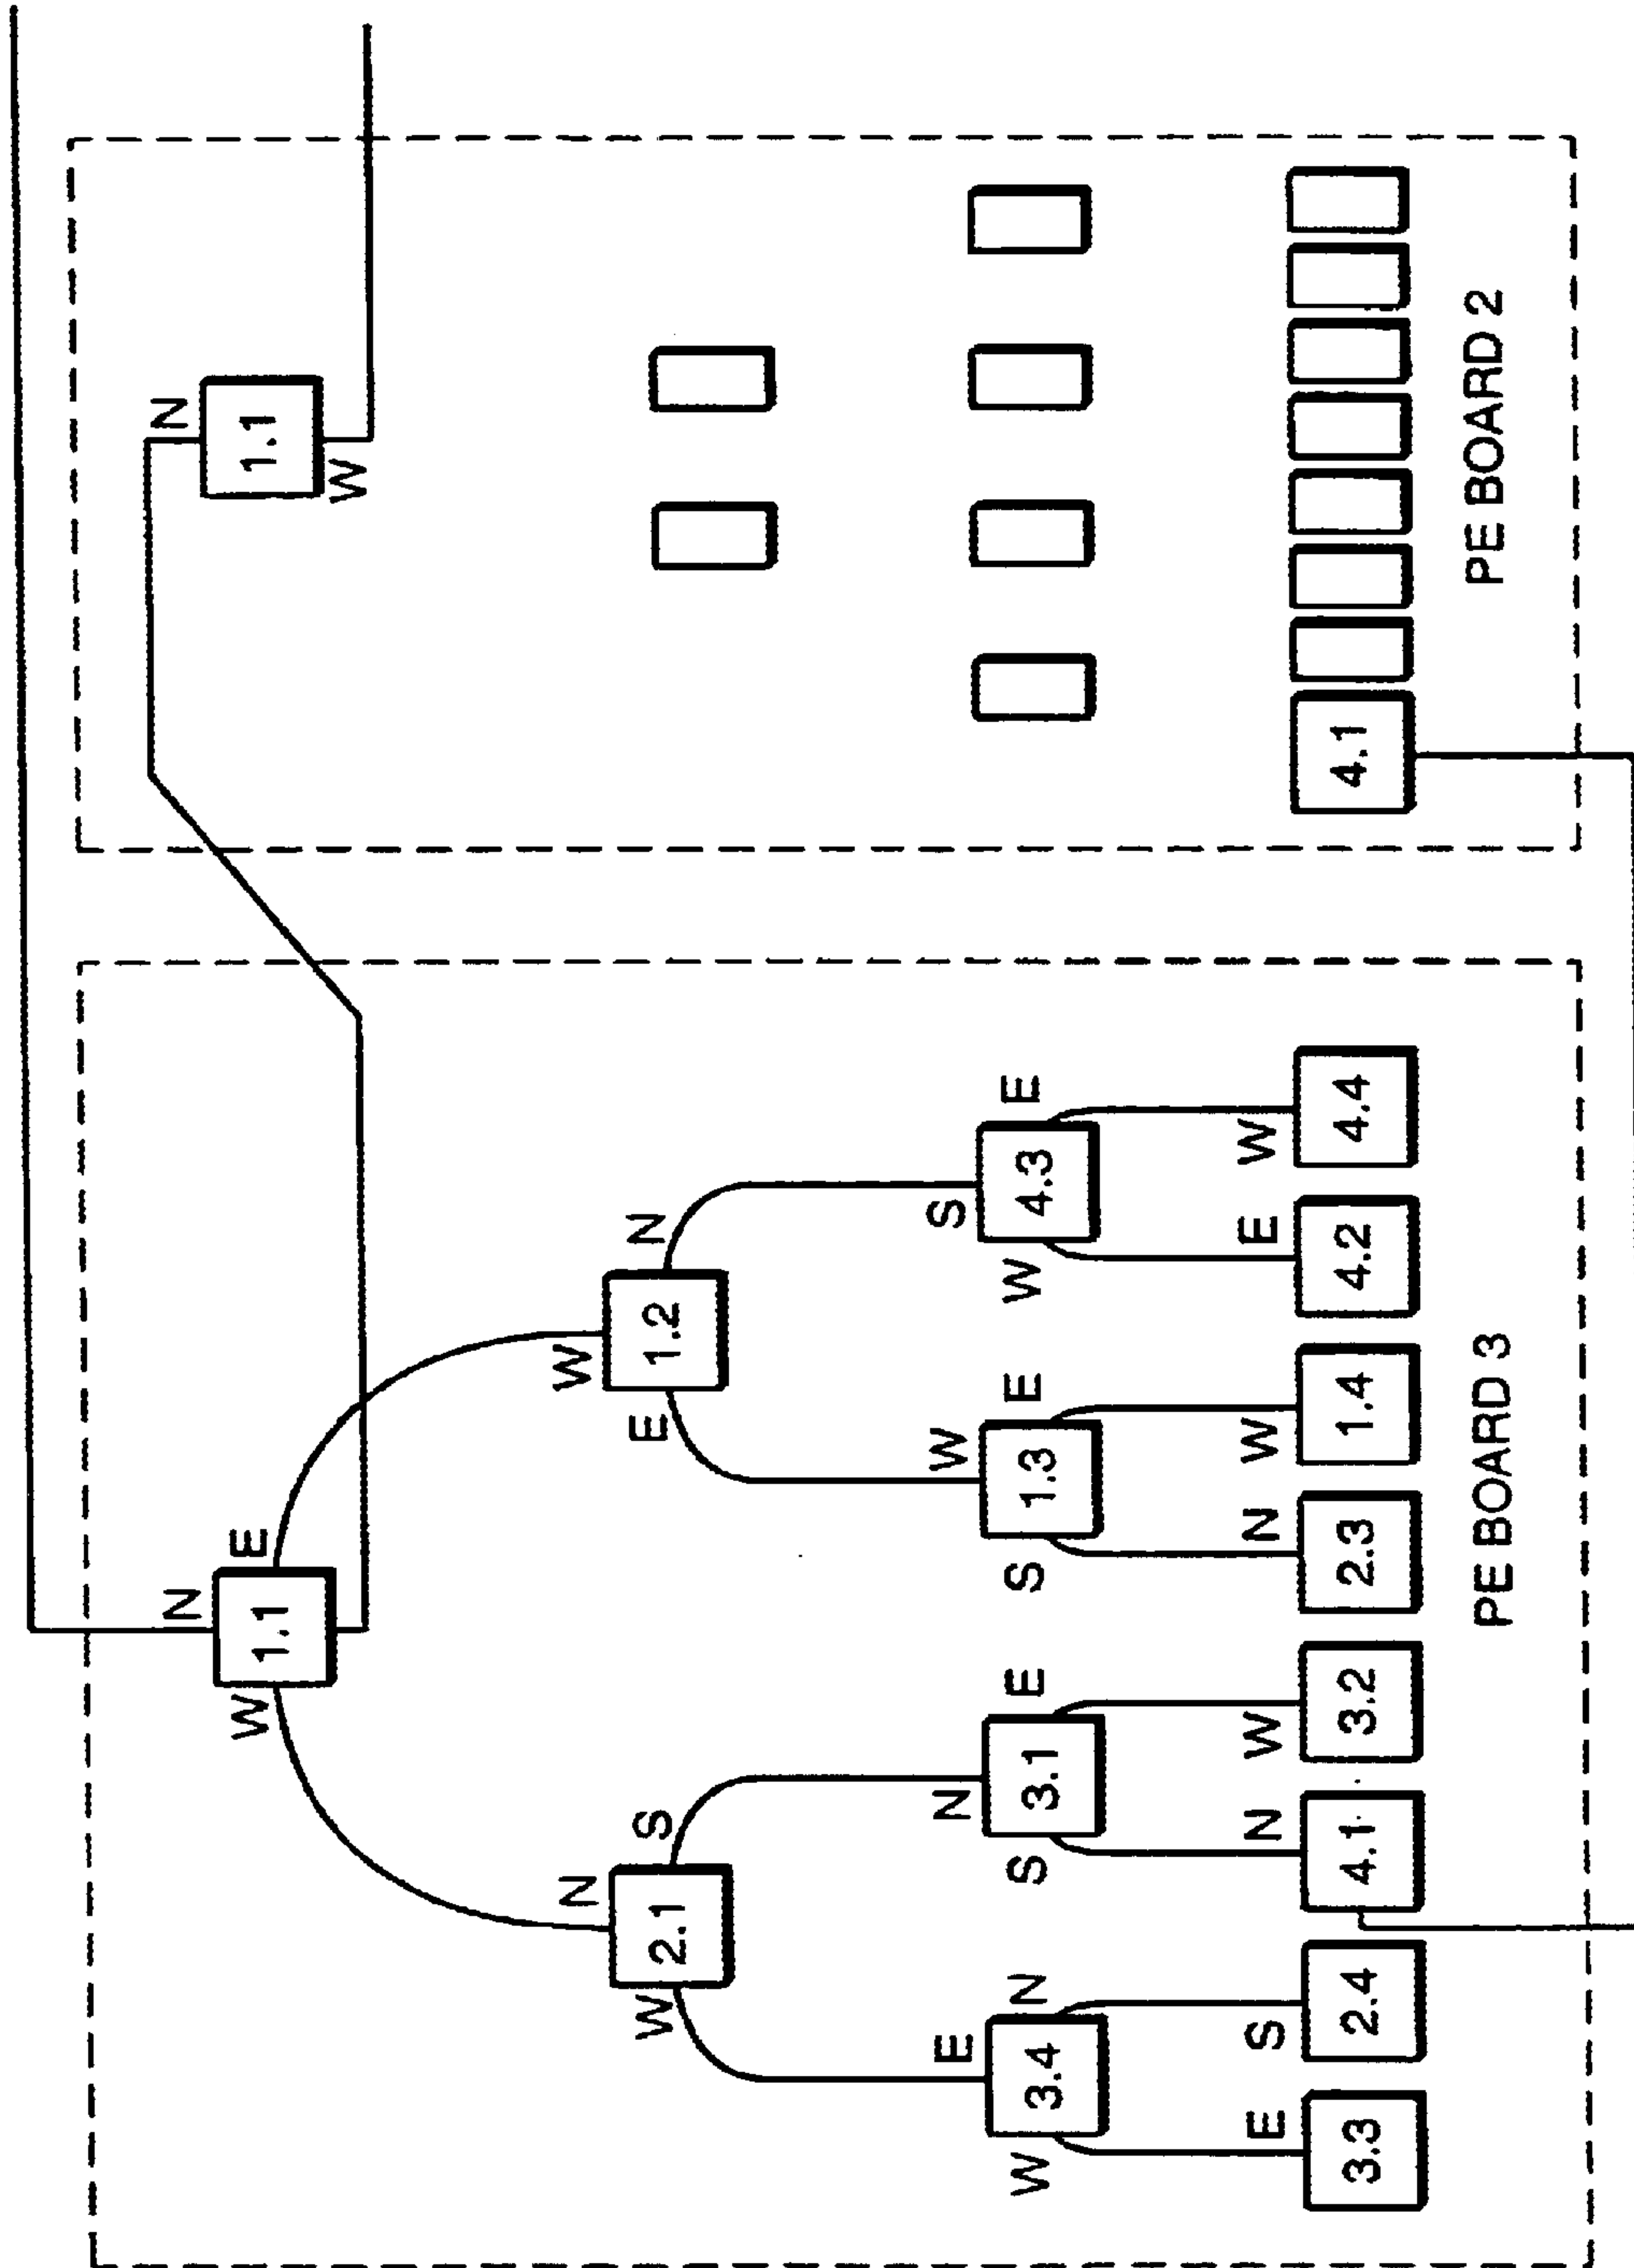 N
W 1.1 E
N W
W 2.1 S E 1.2 N
E N W S
W 3.4 N S 3.1 E S 1.3 E W 4.3 E
E S N W N W E W
3.3 2.4 4.1 3.2 2.3 1.4 4.2 4.4
PE BOARD 3
N
1.1
W
4.1
PE BOARD 2